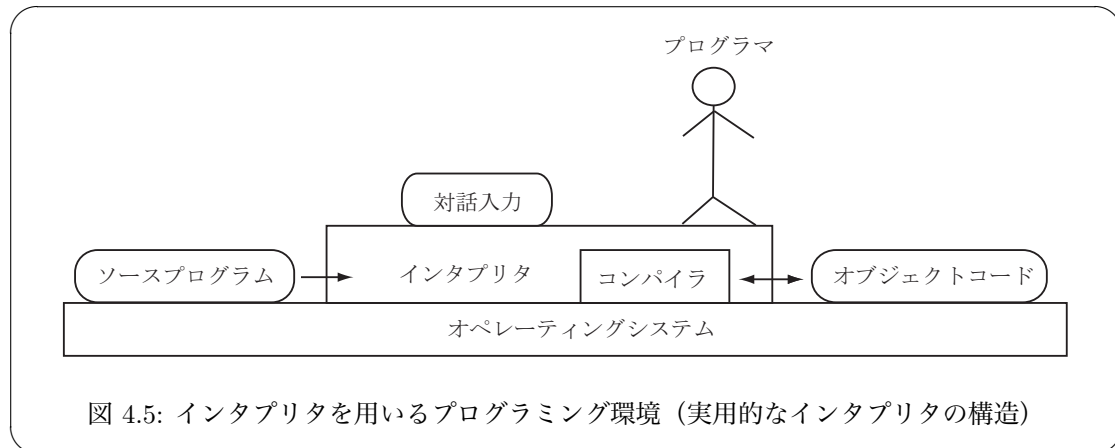 プログラマ
対話入力
ソースプログラム
インタプリタ
コンパイラ
オブジェクトコード
オペレーティングシステム
図 4.5: インタプリタを用いるプログラミング環境（実用的なインタプリタの構造）